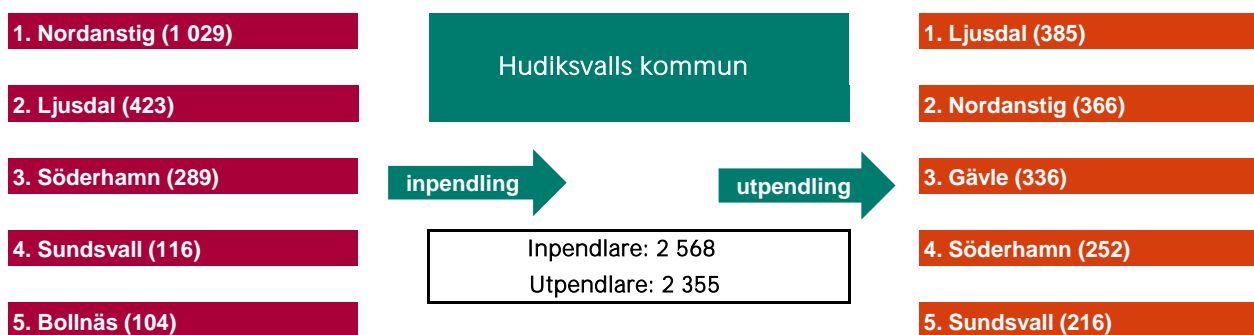 1. Nordanstig (1 029)
2. Ljusdal (423)
3. Söderhamn (289)
4. Sundsvall (116)
5. Bollnäs (104)
Hudiksvalls kommun
inpendling
utpendling
Inpendlare: 2 568
Utpendlare: 2 355
1. Ljusdal (385)
2. Nordanstig (366)
3. Gävle (336)
4. Söderhamn (252)
5. Sundsvall (216)